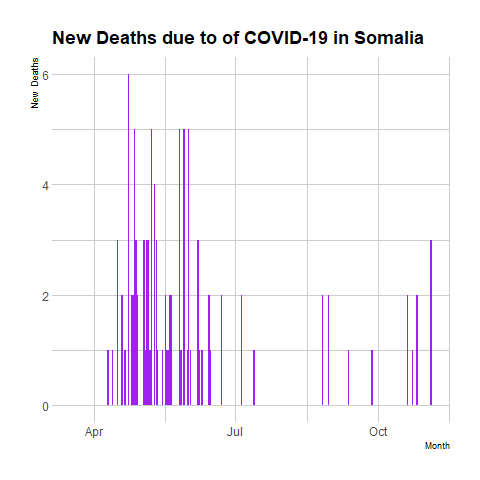 New Deaths due to of COVID-19 in Somalia
New Deaths
6
4
2
0
Apr
Jul
Oct
Month